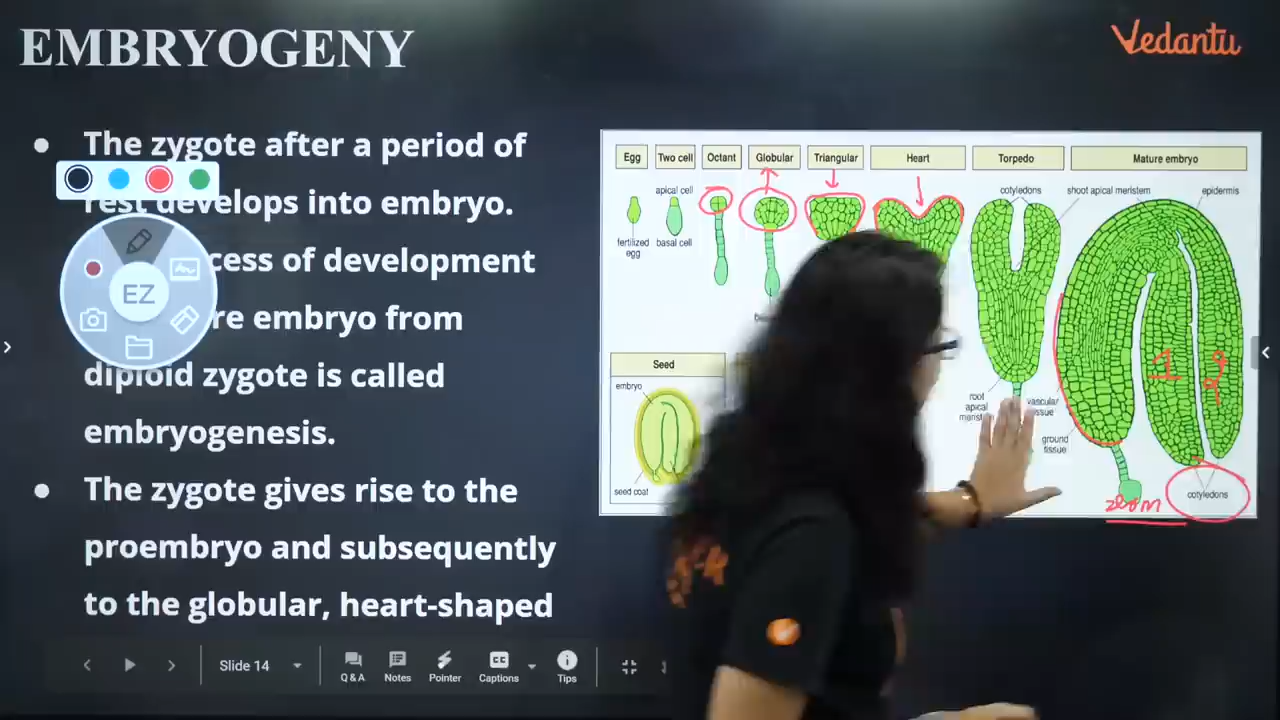 EMBRYOGENY
Vedantu
● The zygote after a period of
rest develops into embryo.
cess of development
re embryo from
diploid zygote is called
embryogenesis.
● The zygote gives rise to the
proembryo and subsequently
to the globular, heart-shaped
EZ
Egg Two cell Octant Globular Triangular Heart Torpedo Mature embryo
apical cell
cotyledons
shoot apical meristem
epidermis
fertilized
egg
basal cell
Seed
embryo
seed coat
root
apical
vascular
ground
tissue
1 2
cotyledons
Slide 14
Q & A
Notes
Pointer
CC
Captions
Tips